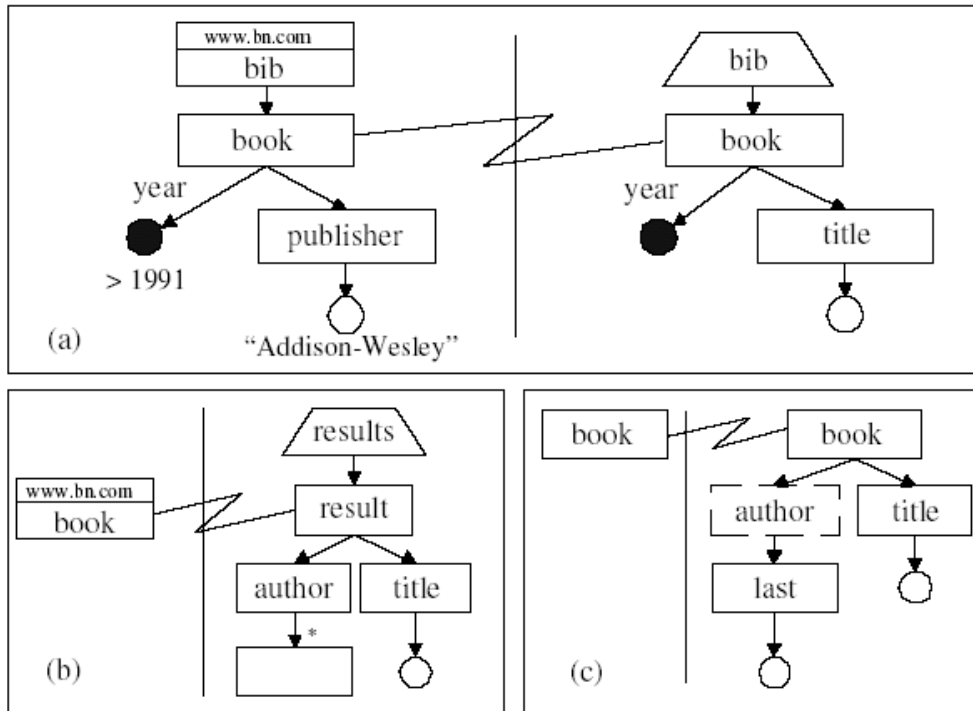 www.bn.com
bib
bib
book
book
year
year
publisher
title
> 1991
(a)
“Addison-Wesley”
results
www.bn.com
book
result
author
title
*
(b)
book
book
author
title
last
(c)